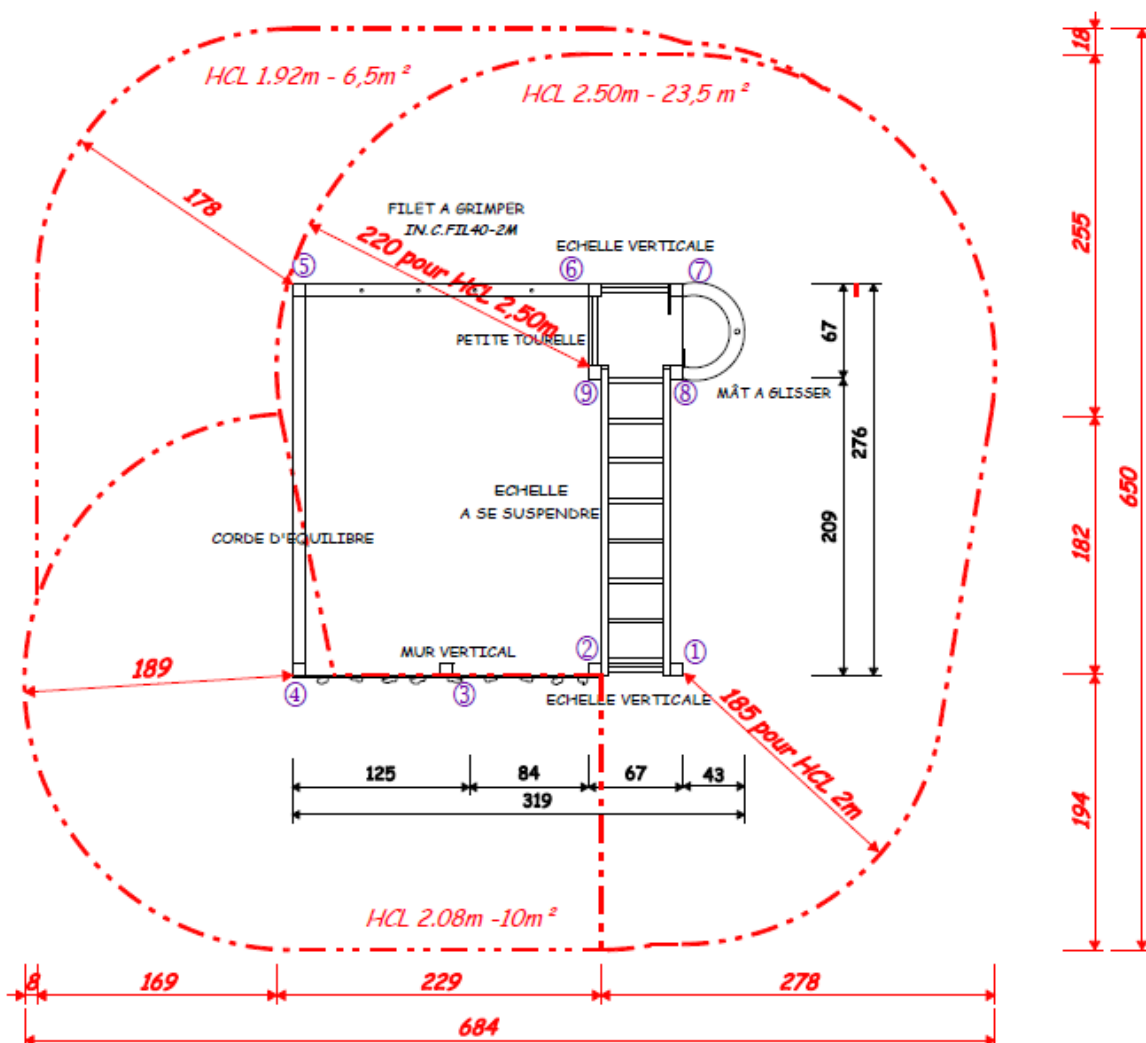 HCL 1.92m - 6,5m²
HCL 2.50m - 23,5 m²
18
178
FILET A GRIMPER
IN.C.FIL40-2M
220 pour HCL 2,50m
ECHELLE VERTICALE
255
⑤
⑥
⑦
PETITE TOURELLE
67
⑨
⑧
MÂT A GLISSER
276
650
ECHELLE
A SE SUSPENDRE
209
CORDE D'EQUILIBRE
182
MUR VERTICAL
②
①
189
④
③
ECHELLE VERTICALE
185 pour HCL 2m
125
84
67
43
319
194
HCL 2.08m -10m²
8
169
229
278
684